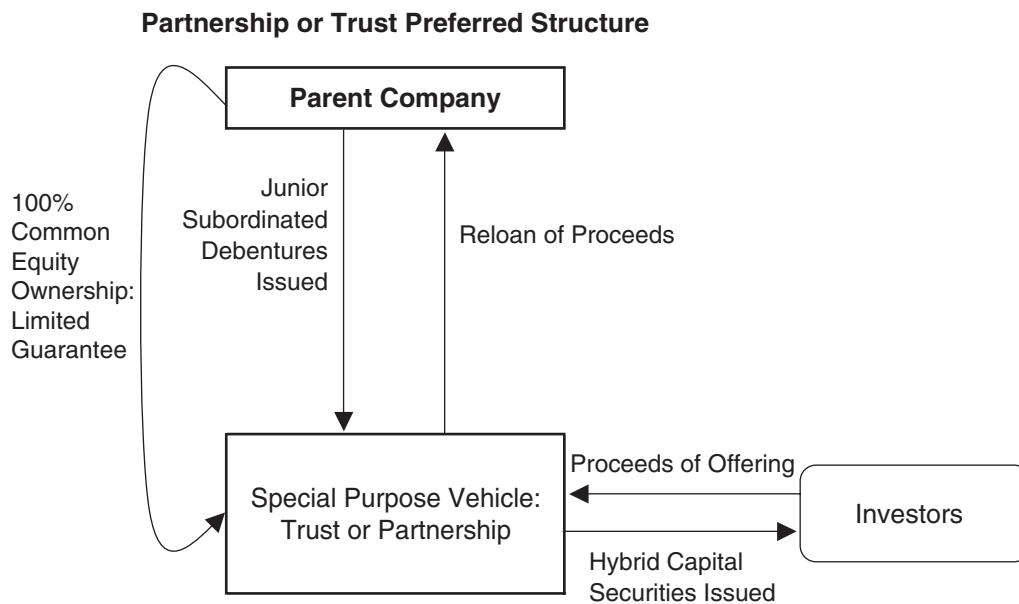 Partnership or Trust Preferred Structure
Parent Company
100%
Common
Equity
Ownership:
Limited
Guarantee
Junior
Subordinated
Debentures
Issued
Reloan of Proceeds
Special Purpose Vehicle:
Trust or Partnership
Proceeds of Offering
Investors
Hybrid Capital
Securities Issued